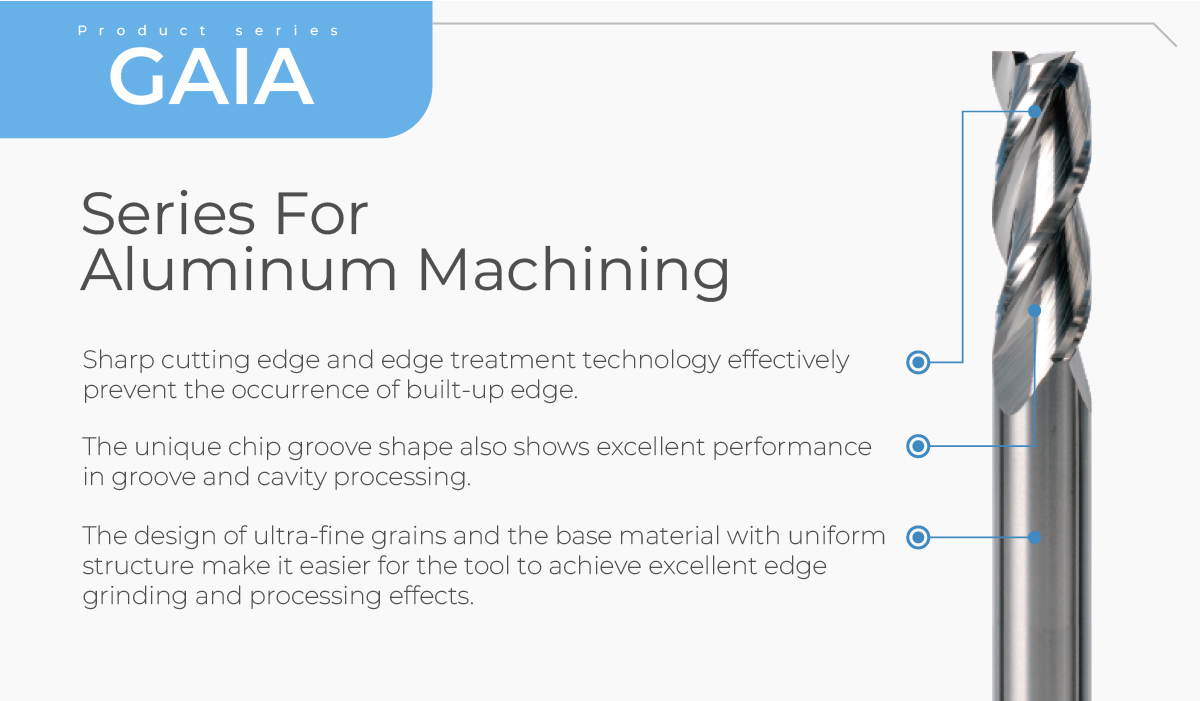 Product series
GAIA
Series For
Aluminum Machining
Sharp cutting edge and edge treatment technology effectively
prevent the occurrence of built-up edge.
The unique chip groove shape also shows excellent performance
in groove and cavity processing.
The design of ultra-fine grains and the base material with uniform
structure make it easier for the tool to achieve excellent edge
grinding and processing effects.